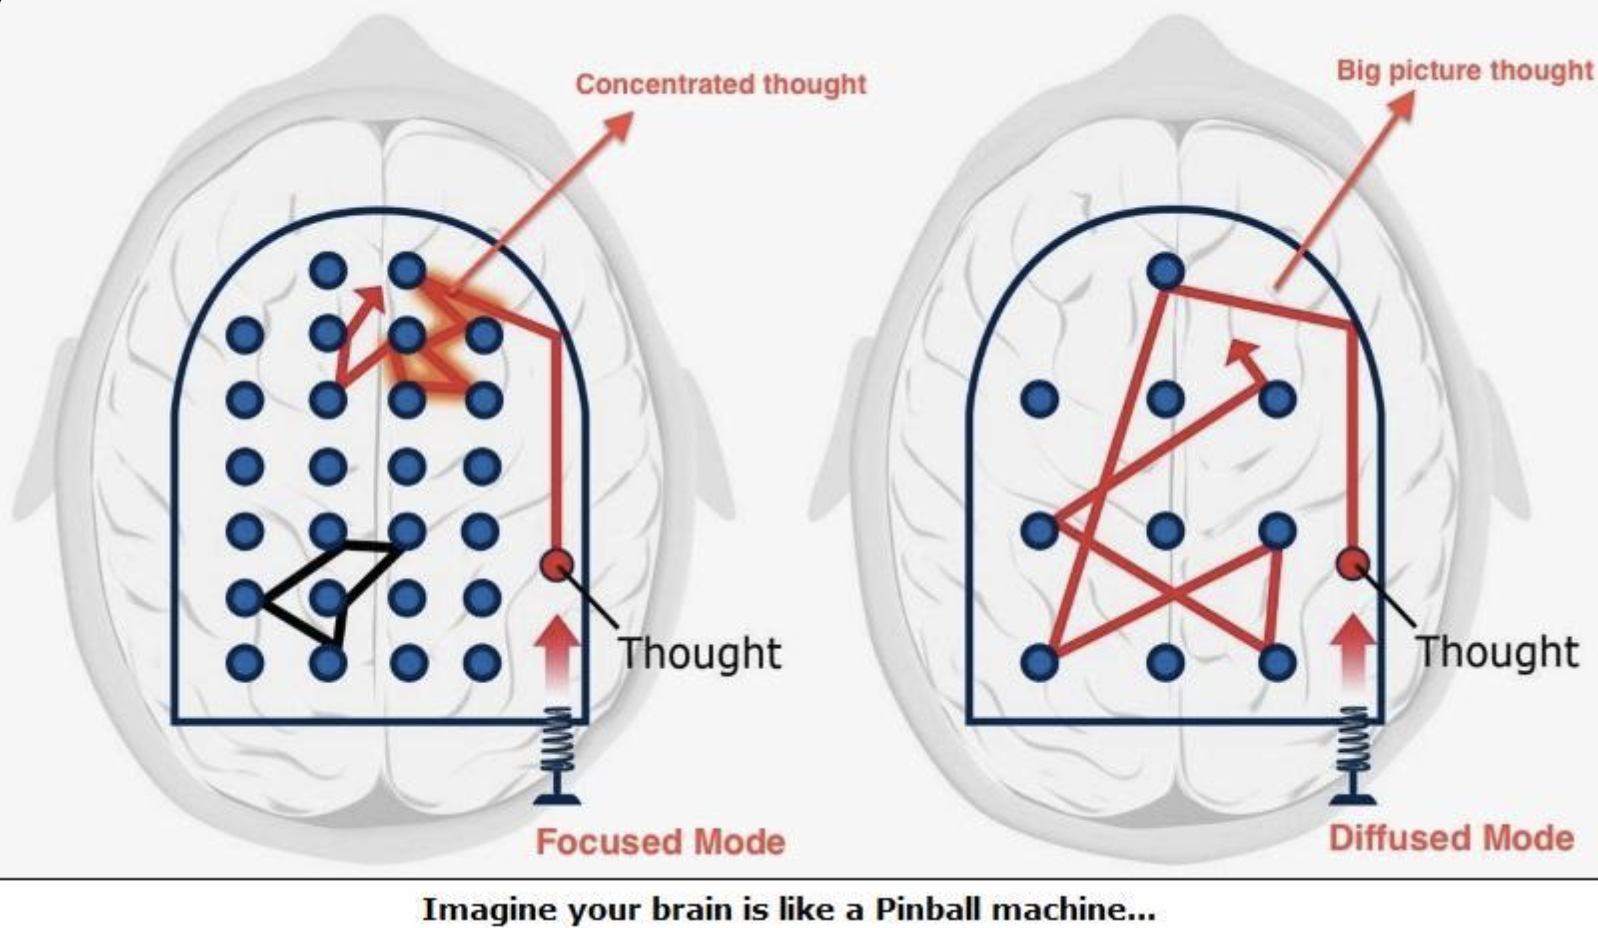 Concentrated thought
Thought
Focused Mode
Big picture thought
Thought
Diffused Mode
Imagine your brain is like a Pinball machine...